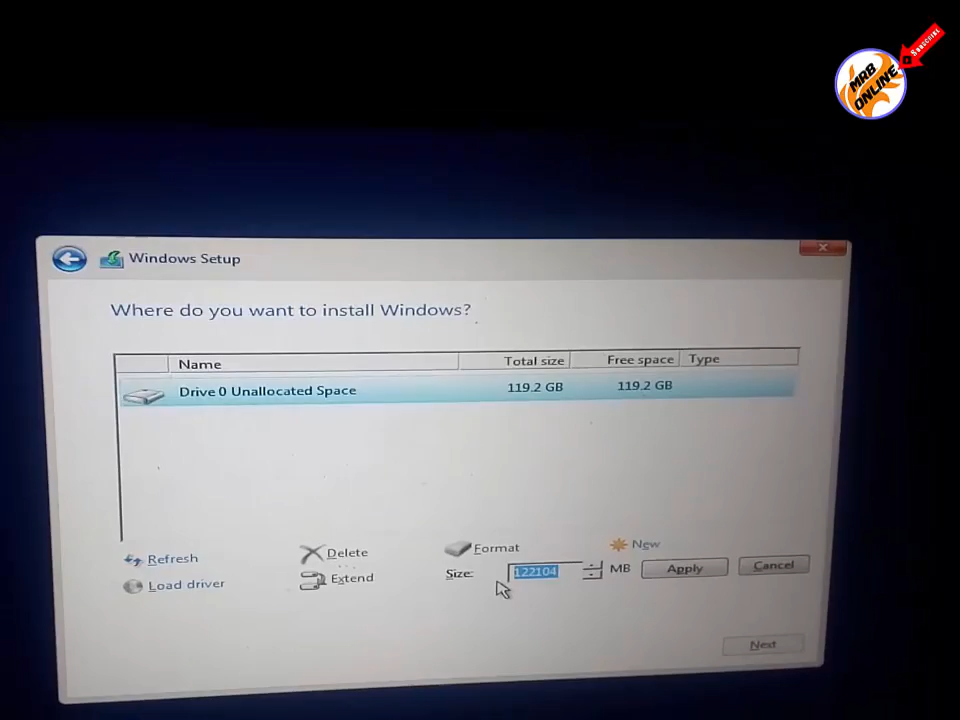 MRB
ONLINE
SUBSCRIBE
Windows Setup
Where do you want to install Windows?
Name Total size Free space Type
Drive 0 Unallocated Space 119.2 GB 119.2 GB
Refresh Delete Format New
Load driver Extend Size: 122104 MB Apply Cancel
Next